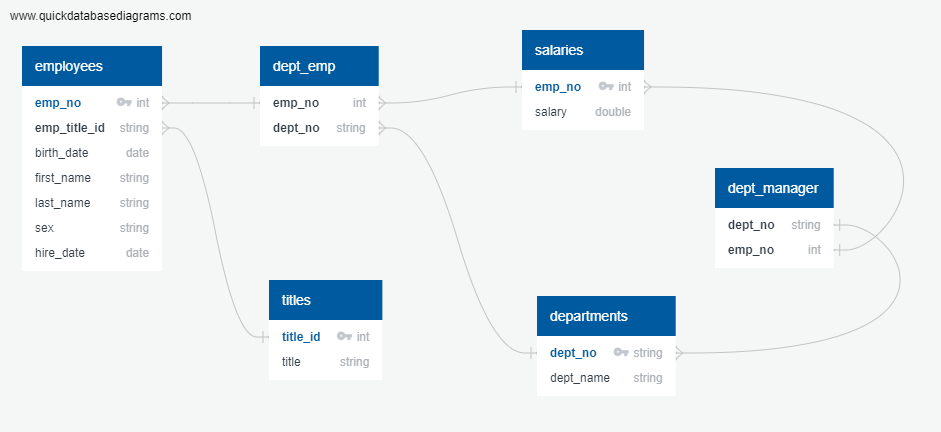 www.quickdatabasediagrams.com
employees
emp_no int
emp_title_id string
birth_date date
first_name string
last_name string
sex string
hire_date date
dept_emp
emp_no int
dept_no string
salaries
emp_no int
salary double
dept_manager
dept_no string
emp_no int
titles
title_id int
title string
departments
dept_no string
dept_name string